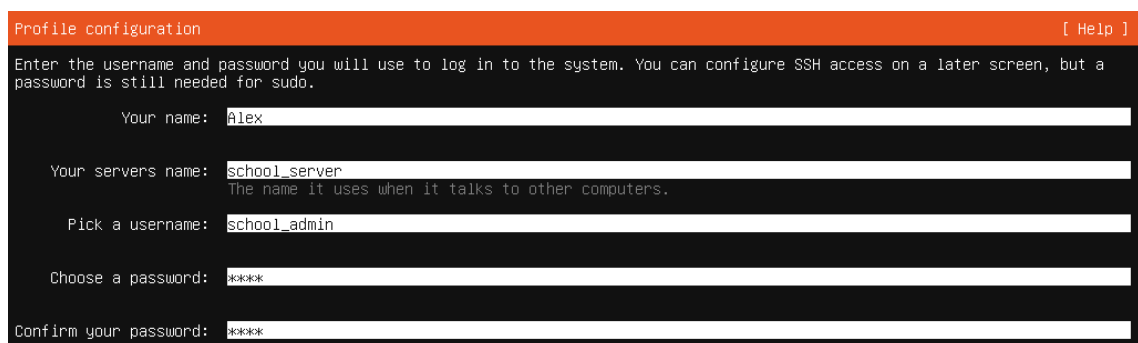 Profile configuration [ Help ]
Enter the username and password you will use to log in to the system. You can configure SSH access on a later screen, but a
password is still needed for sudo.
Your name: Alex
Your servers name: school_server
The name it uses when it talks to other computers.
Pick a username: school_admin
Choose a password: ****
Confirm your password: ****